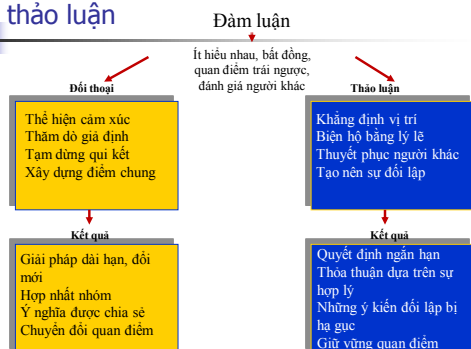 thảo luận
Đàm luận
Ít hiểu nhau, bất đồng,
quan điểm trái ngược,
đánh giá người khác
Đối thoại
Thể hiện cảm xúc
Thăm dò giả định
Tạm dừng qui kết
Xây dựng điểm chung
Thảo luận
Khẳng định vị trí
Biện hộ bằng lý lẽ
Thuyết phục người khác
Tạo nên sự đối lập
Kết quả
Giải pháp dài hạn, đổi
mới
Hợp nhất nhóm
Ý nghĩa được chia sẻ
Chuyển đổi quan điểm
Kết quả
Quyết định ngắn hạn
Thỏa thuận dựa trên sự
hợp lý
Những ý kiến đối lập bị
hạ gục
Giữ vững quan điểm